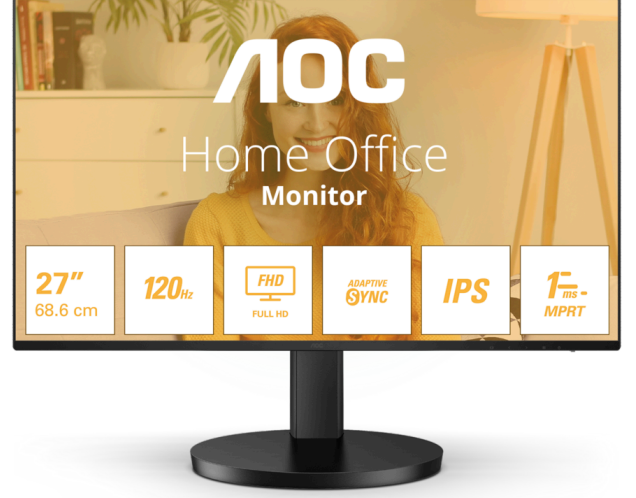 AOC
Home Office
Monitor
27"
68.6 cm
120Hz
FHD
FULL HD
ADAPTIVE
SYNC
IPS
1ms
MPRT